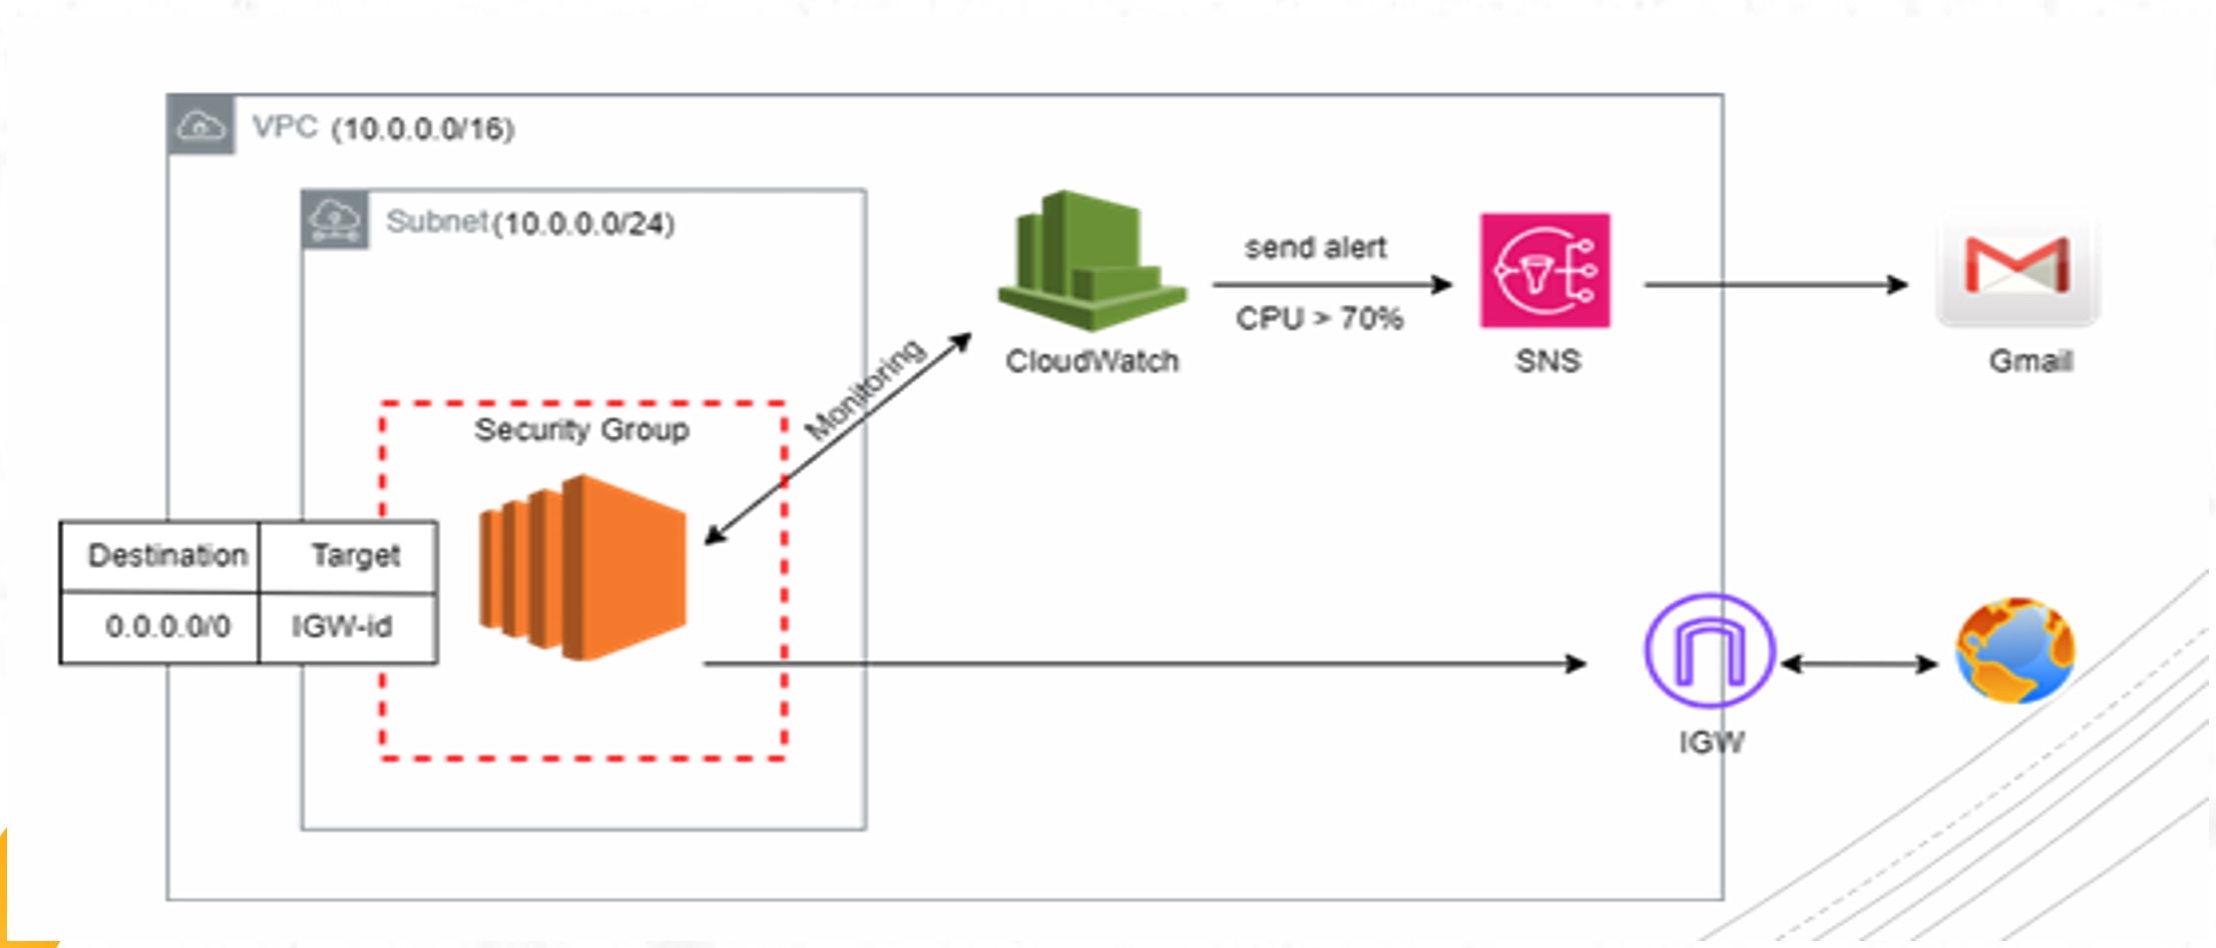 VPC (10.0.0.0/16)
Subnet(10.0.0.0/24)
send alert
CPU > 70%
CloudWatch
SNS
Gmail
Monitoring
Security Group
Destination Target
0.0.0.0/0 IGW-id
IGW